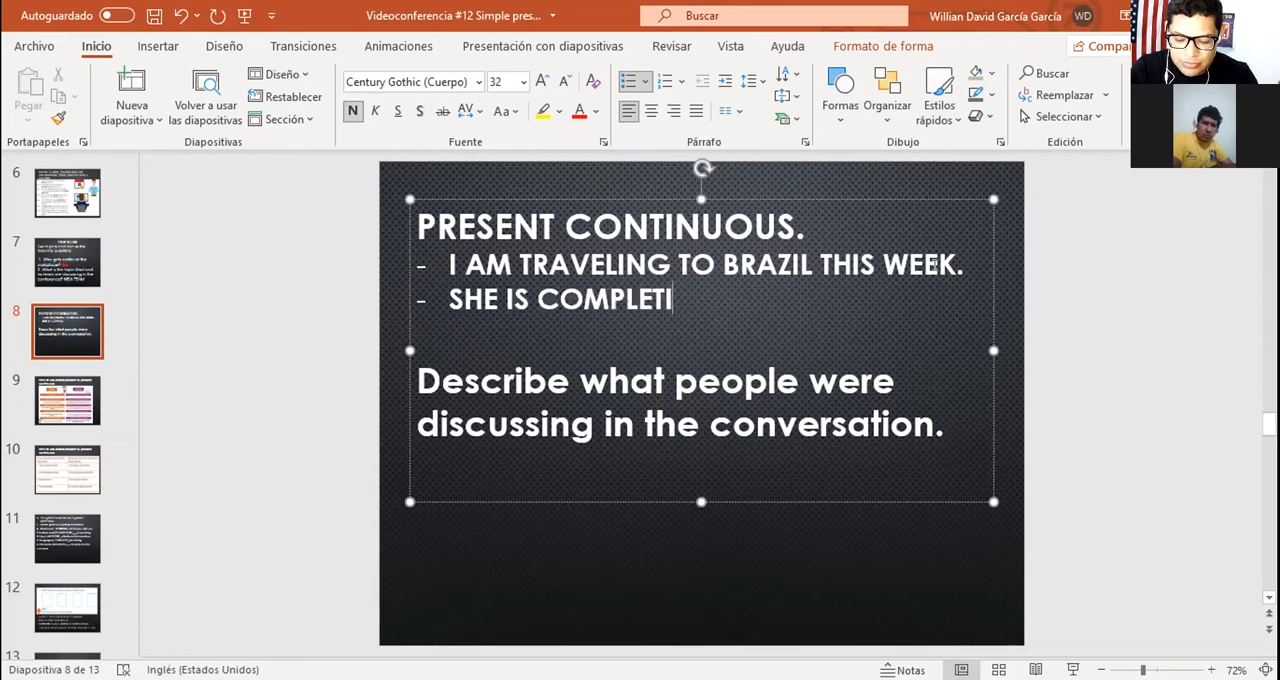 Autoguardado
Videoconferencia #12 Simple pres...
Buscar
Willian David García García
WD
Archivo
Inicio
Insertar
Diseño
Transiciones
Animaciones
Presentación con diapositivas
Revisar
Vista
Ayuda
Formato de forma
Compar
Pegar
Nueva diapositiva
Volver a usar las diapositivas
Diseño
Restablecer
Sección
Century Gothic (Cuerpo)
32
N K S S ab AV Aa
Formas
Organizar
Estilos rápidos
Buscar
Reemplazar
Seleccionar
Portapapeles
Diapositivas
Fuente
Párrafo
Dibujo
Edición
6
7
8
9
10
11
12
13
PRESENT CONTINUOUS.
- I AM TRAVELING TO BRAZIL THIS WEEK.
- SHE IS COMPLETI
Describe what people were
discussing in the conversation.
Diapositiva 8 de 13
Inglés (Estados Unidos)
Notas
72%